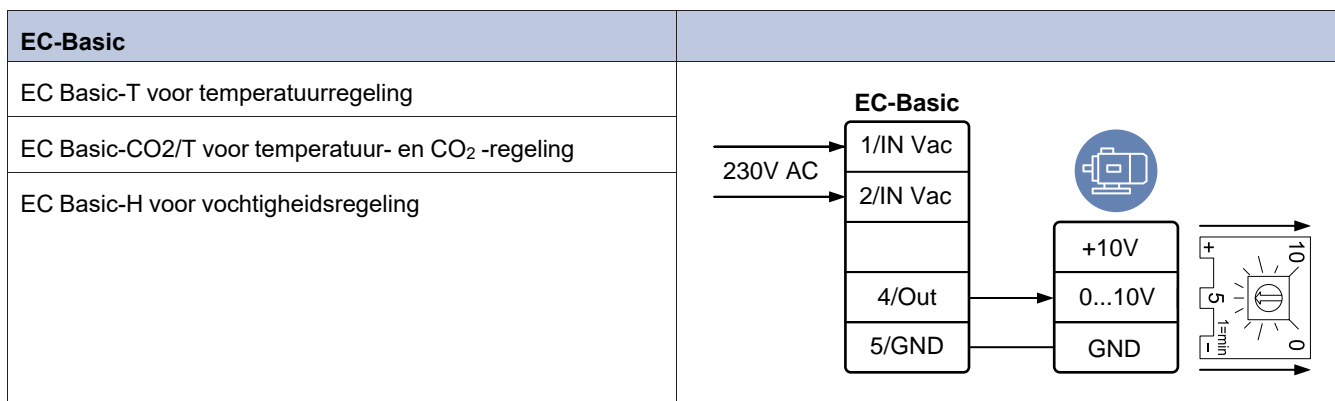 EC-Basic
EC Basic-T voor temperatuurregeling
EC Basic-CO2/T voor temperatuur- en CO₂ -regeling
EC Basic-H voor vochtigheidsregeling
EC-Basic
230V AC
1/IN Vac
2/IN Vac
4/Out
5/GND
+10V
0...10V
GND
+
10
5
1=min
-
0